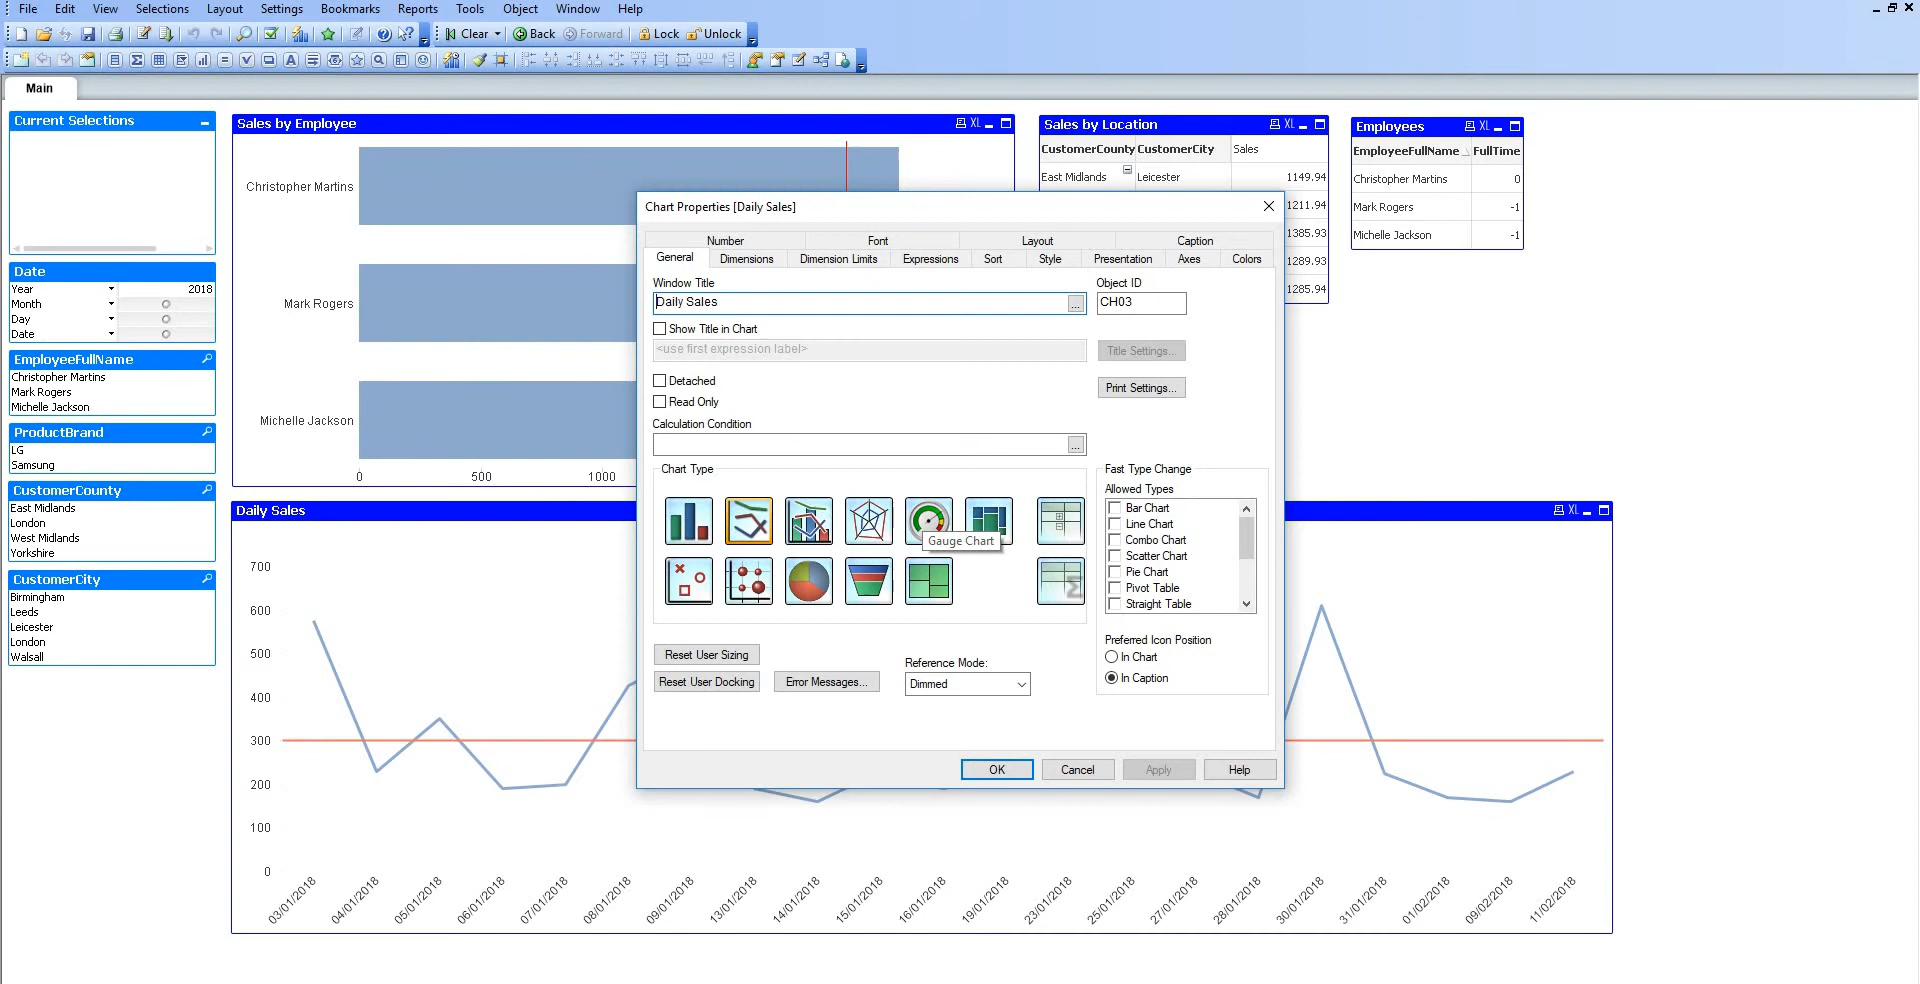 File Edit View Selections Layout Settings Bookmarks Reports Tools Object Window Help
Clear Back Forward Lock Unlock
Main
Current Selections
Date
Year 2018
Month
Day
Date
EmployeeFullName
Christopher Martins
Mark Rogers
Michelle Jackson
ProductBrand
LG
Samsung
CustomerCounty
East Midlands
London
West Midlands
Yorkshire
CustomerCity
Birmingham
Leeds
Leicester
London
Walsall
Sales by Employee XL
Christopher Martins
Mark Rogers
Michelle Jackson
0 500 1000
Sales by Location XL
CustomerCounty CustomerCity Sales
East Midlands Leicester 1149.94
1211.94
1385.93
1289.93
1285.94
Employees XL
EmployeeFullName FullTime
Christopher Martins 0
Mark Rogers -1
Michelle Jackson -1
Chart Properties [Daily Sales]
Number Font Layout Caption
General Dimensions Dimension Limits Expressions Sort Style Presentation Axes Colors
Window Title
Daily Sales ...
Object ID
CH03
Show Title in Chart
<use first expression label>
Title Settings...
Detached
Read Only
Print Settings...
Calculation Condition
...
Chart Type
Gauge Chart
Fast Type Change
Allowed Types
Bar Chart
Line Chart
Combo Chart
Scatter Chart
Pie Chart
Pivot Table
Straight Table
Preferred Icon Position
In Chart
In Caption
Reset User Sizing
Reset User Docking
Error Messages...
Reference Mode:
Dimmed
OK Cancel Apply Help
Daily Sales XL
700
600
500
400
300
200
100
0
03/01/2018 04/01/2018 05/01/2018 06/01/2018 07/01/2018 08/01/2018 09/01/2018 13/01/2018 14/01/2018 15/01/2018 16/01/2018 19/01/2018 23/01/2018 25/01/2018 27/01/2018 28/01/2018 30/01/2018 31/01/2018 01/02/2018 09/02/2018 11/02/2018